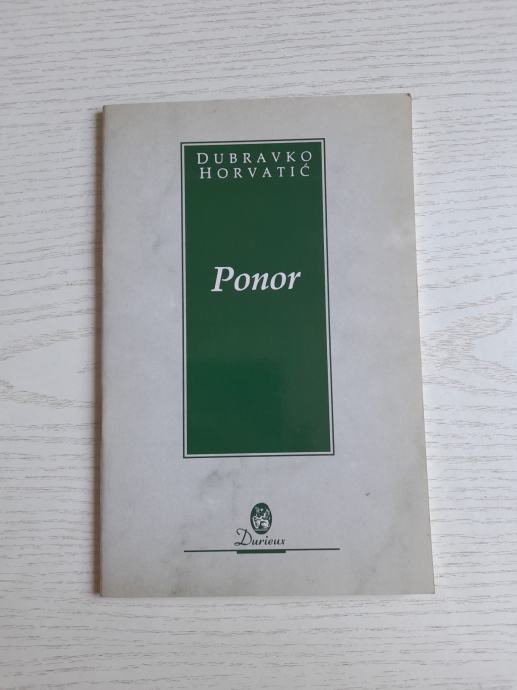 DUBRAVKO
HORVATIĆ
Ponor
Durieux